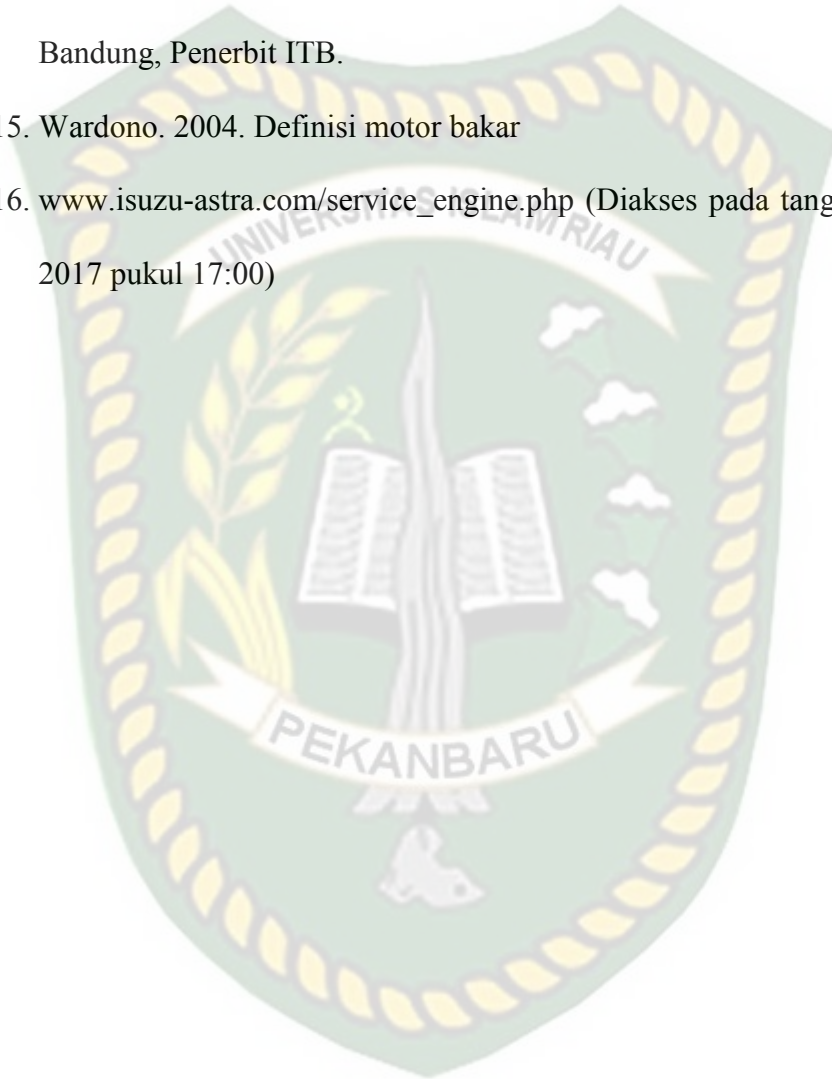 Bandung, Penerbit ITB.
15. Wardono. 2004. Definisi motor bakar
16. www.isuzu-astra.com/service_engine.php (Diakses pada
2017 pukul 17:00)
UNIVERSITAS ISLAM RIAU
PEKANBARU